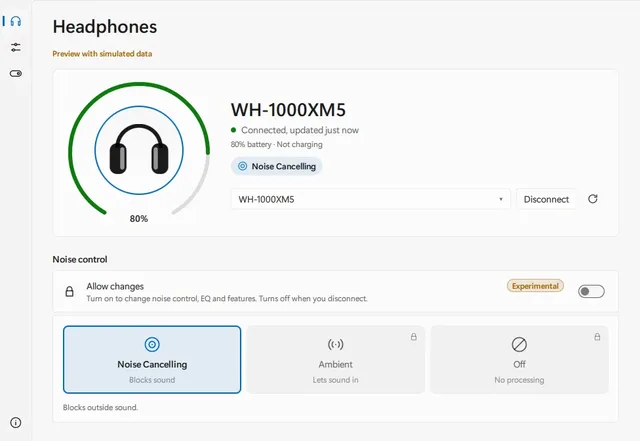 Headphones
Preview with simulated data
WH-1000XM5
Connected, updated just now
80% battery · Not charging
Noise Cancelling
80%
WH-1000XM5
Disconnect
Noise control
Allow changes
Experimental
Turn on to change noise control, EQ and features. Turns off when you disconnect.
Noise Cancelling
Blocks sound
Ambient
Lets sound in
Off
No processing
Blocks outside sound.